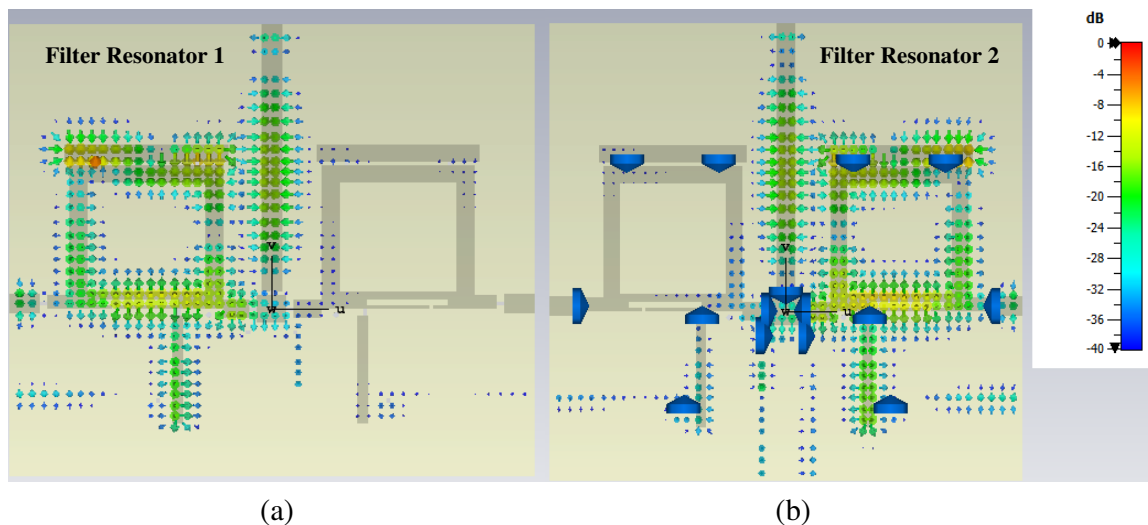 Filter Resonator 1
Filter Resonator 2
dB
0
-4
-8
-12
-16
-20
-24
-28
-32
-36
-40
v
w
u
v
w
u
(a)
(b)